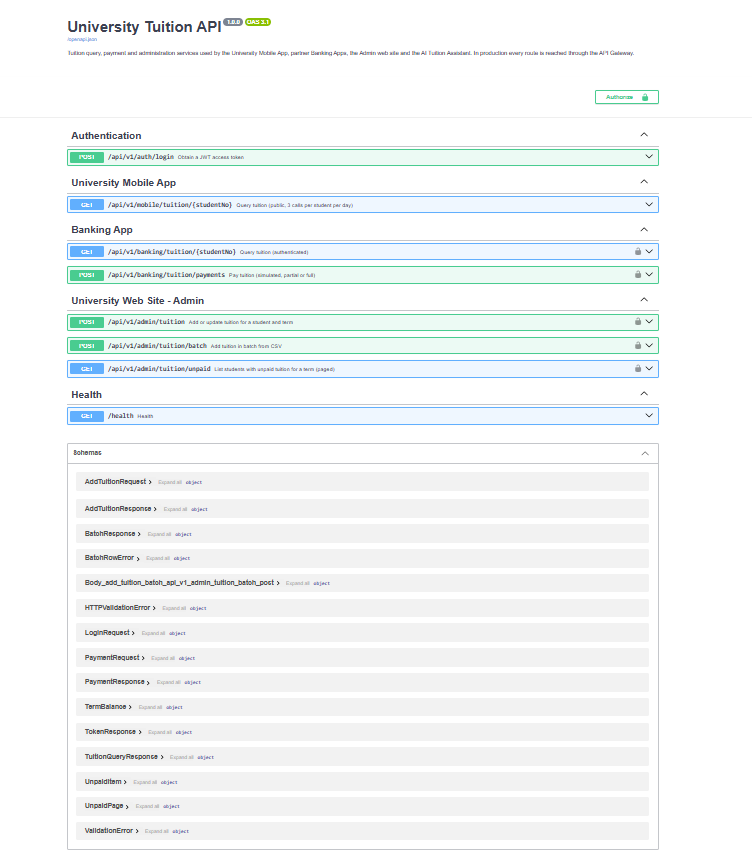 University Tuition API 1.0.0 OAS 3.1
/openapi.json
Tuition query, payment and administration services used by the University Mobile App, partner Banking Apps, the Admin web site and the AI Tuition Assistant. In production every route is reached through the API Gateway.
Authorize
Authentication
POST /api/v1/auth/login Obtain a JWT access token
University Mobile App
GET /api/v1/mobile/tuition/{studentNo} Query tuition (public, 3 calls per student per day)
Banking App
GET /api/v1/banking/tuition/{studentNo} Query tuition (authenticated)
POST /api/v1/banking/tuition/payments Pay tuition (simulated, partial or full)
University Web Site - Admin
POST /api/v1/admin/tuition Add or update tuition for a student and term
POST /api/v1/admin/tuition/batch Add tuition in batch from CSV
GET /api/v1/admin/tuition/unpaid List students with unpaid tuition for a term (paged)
Health
GET /health Health
Schemas
AddTuitionRequest Expand all object
AddTuitionResponse Expand all object
BatchResponse Expand all object
BatchRowError Expand all object
Body_add_tuition_batch_api_v1_admin_tuition_batch_post Expand all object
HTTPValidationError Expand all object
LoginRequest Expand all object
PaymentRequest Expand all object
PaymentResponse Expand all object
TermBalance Expand all object
TokenResponse Expand all object
TuitionQueryResponse Expand all object
UnpaidItem Expand all object
UnpaidPage Expand all object
ValidationError Expand all object